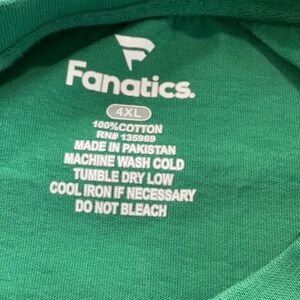 Fanatics.
4XL
100%COTTON
RN# 135969
MADE IN PAKISTAN
MACHINE WASH COLD
TUMBLE DRY LOW
COOL IRON IF NECESSARY
DO NOT BLEACH